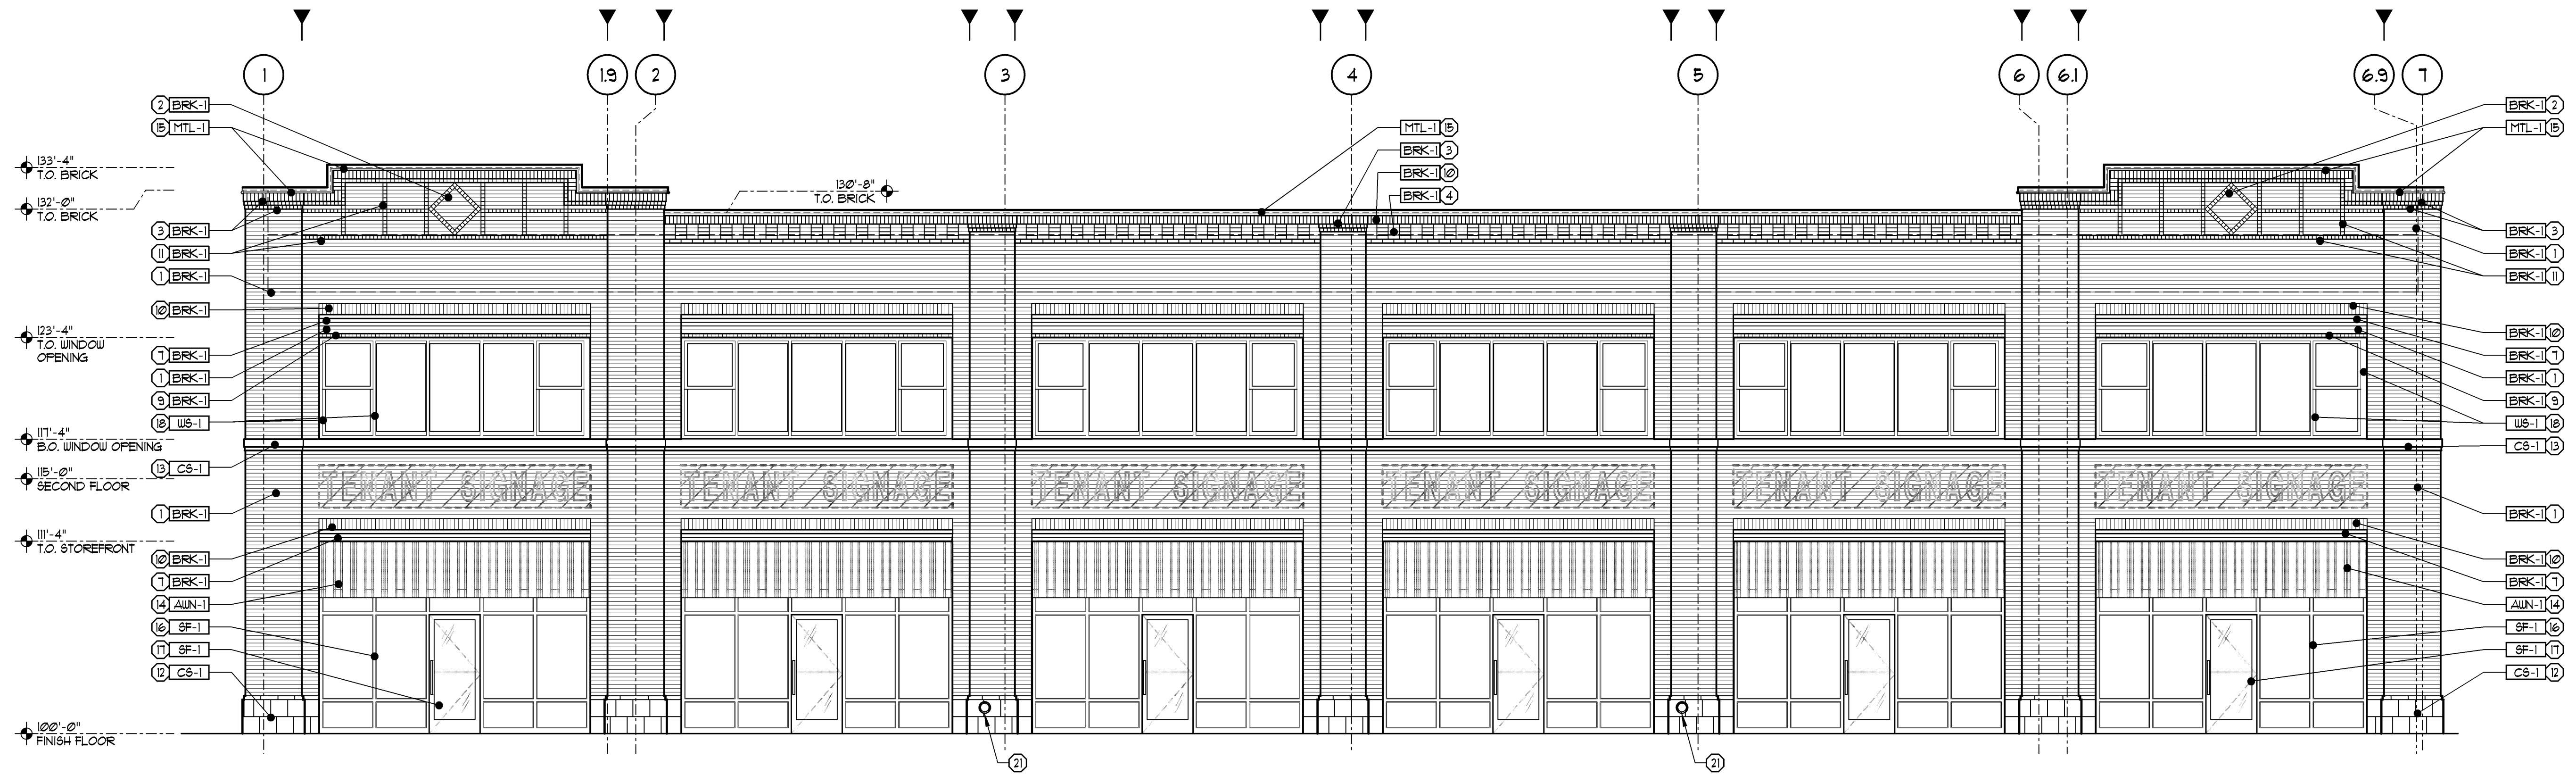 1 1.9 2 3 4 5 6 6.1 6.9 7
2 BRK-1
15 MTL-1
133'-4"
T.O. BRICK
132'-0"
T.O. BRICK
3 BRK-1
11 BRK-1
1 BRK-1
10 BRK-1
123'-4"
T.O. WINDOW
OPENING
7 BRK-1
1 BRK-1
9 BRK-1
18 WS-1
117'-4"
B.O. WINDOW OPENING
13 CS-1
115'-0"
SECOND FLOOR
1 BRK-1
111'-4"
T.O. STOREFRONT
10 BRK-1
7 BRK-1
14 AWN-1
16 SF-1
17 SF-1
12 CS-1
100'-0"
FINISH FLOOR
130'-8"
T.O. BRICK
MTL-1 15
BRK-1 3
BRK-1 10
BRK-1 4
TENANT SIGNAGE
TENANT SIGNAGE
TENANT SIGNAGE
TENANT SIGNAGE
TENANT SIGNAGE
TENANT SIGNAGE
21
21
BRK-1 2
MTL-1 15
BRK-1 3
BRK-1 1
BRK-1 11
BRK-1 10
BRK-1 7
BRK-1 1
BRK-1 9
WS-1 18
CS-1 13
BRK-1 1
BRK-1 10
BRK-1 7
AWN-1 14
SF-1 16
SF-1 17
CS-1 12